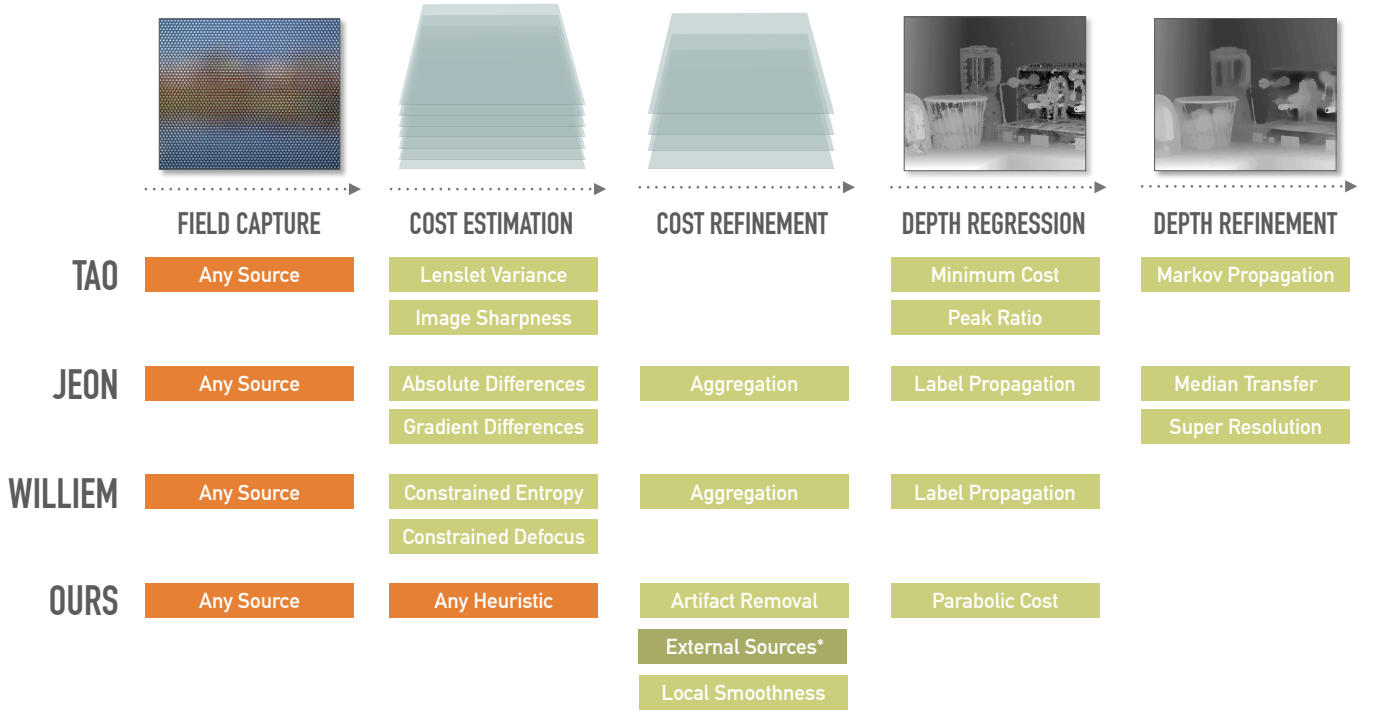 FIELD CAPTURE
COST ESTIMATION
COST REFINEMENT
DEPTH REGRESSION
DEPTH REFINEMENT
TAO
Any Source
Lenslet Variance
Minimum Cost
Markov Propagation
Image Sharpness
Peak Ratio
JEON
Any Source
Absolute Differences
Aggregation
Label Propagation
Median Transfer
Gradient Differences
Super Resolution
WILLIEM
Any Source
Constrained Entropy
Aggregation
Label Propagation
Constrained Defocus
OURS
Any Source
Any Heuristic
Artifact Removal
Parabolic Cost
External Sources*
Local Smoothness